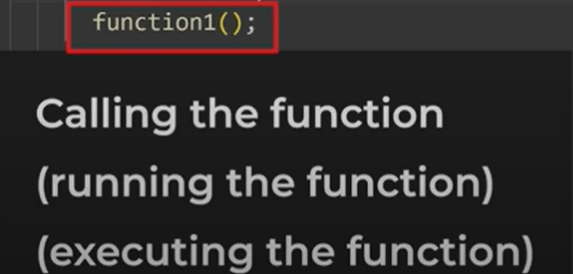 function1();
Calling the function
(running the function)
(executing the function)